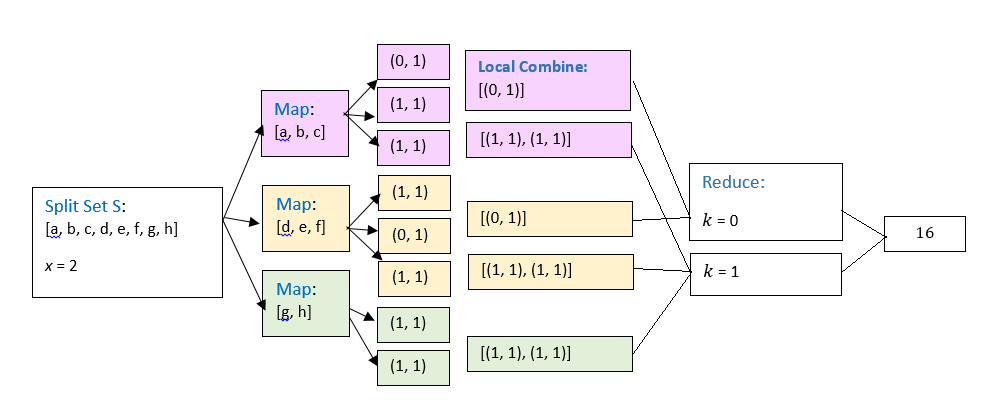 Split Set S:
[a, b, c, d, e, f, g, h]
x = 2
Map:
[a, b, c]
Map:
[d, e, f]
Map:
[g, h]
(0, 1)
(1, 1)
(1, 1)
(1, 1)
(0, 1)
(1, 1)
(1, 1)
(1, 1)
Local Combine:
[(0, 1)]
[(1, 1), (1, 1)]
[(0, 1)]
[(1, 1), (1, 1)]
[(1, 1), (1, 1)]
Reduce:
k = 0
k = 1
16